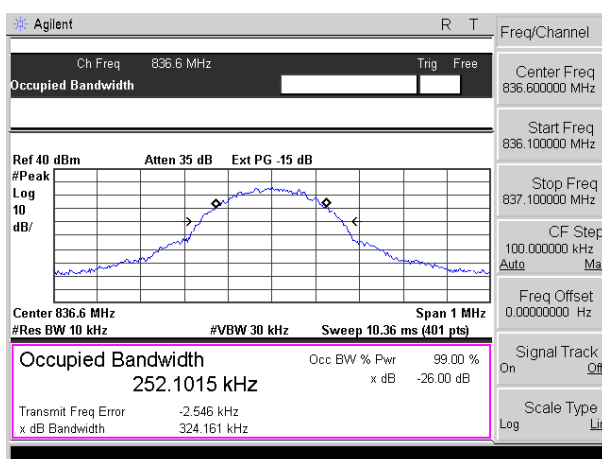 Agilent R T
Ch Freq 836.6 MHz Trig Free
Occupied Bandwidth
Ref 40 dBm Atten 35 dB Ext PG -15 dB
#Peak
Log
10
dB/
Center 836.6 MHz Span 1 MHz
#Res BW 10 kHz #VBW 30 kHz Sweep 10.36 ms (401 pts)
Occupied Bandwidth Occ BW % Pwr 99.00 %
252.1015 kHz x dB -26.00 dB
Transmit Freq Error -2.546 kHz
x dB Bandwidth 324.161 kHz
Freq/Channel
Center Freq
836.600000 MHz
Start Freq
836.100000 MHz
Stop Freq
837.100000 MHz
CF Step
100.000000 kHz
Auto Ma
Freq Offset
0.00000000 Hz
Signal Track
On Off
Scale Type
Log Lin